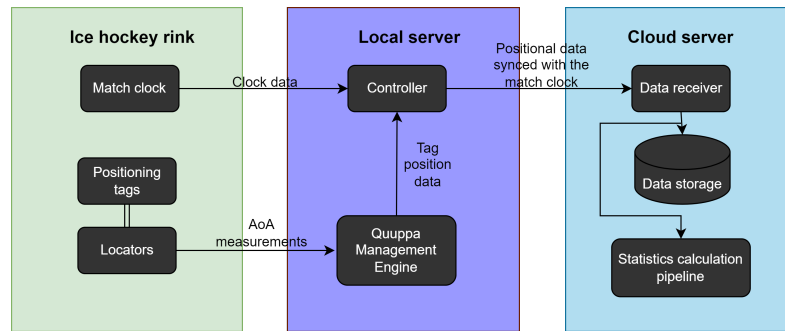 Ice hockey rink
Local server
Cloud server
Match clock
Clock data
Controller
Positional data
synced with the
match clock
Data receiver
Positioning
tags
Tag
position
data
Data storage
Locators
AoA
measurements
Quuppa
Management
Engine
Statistics calculation
pipeline